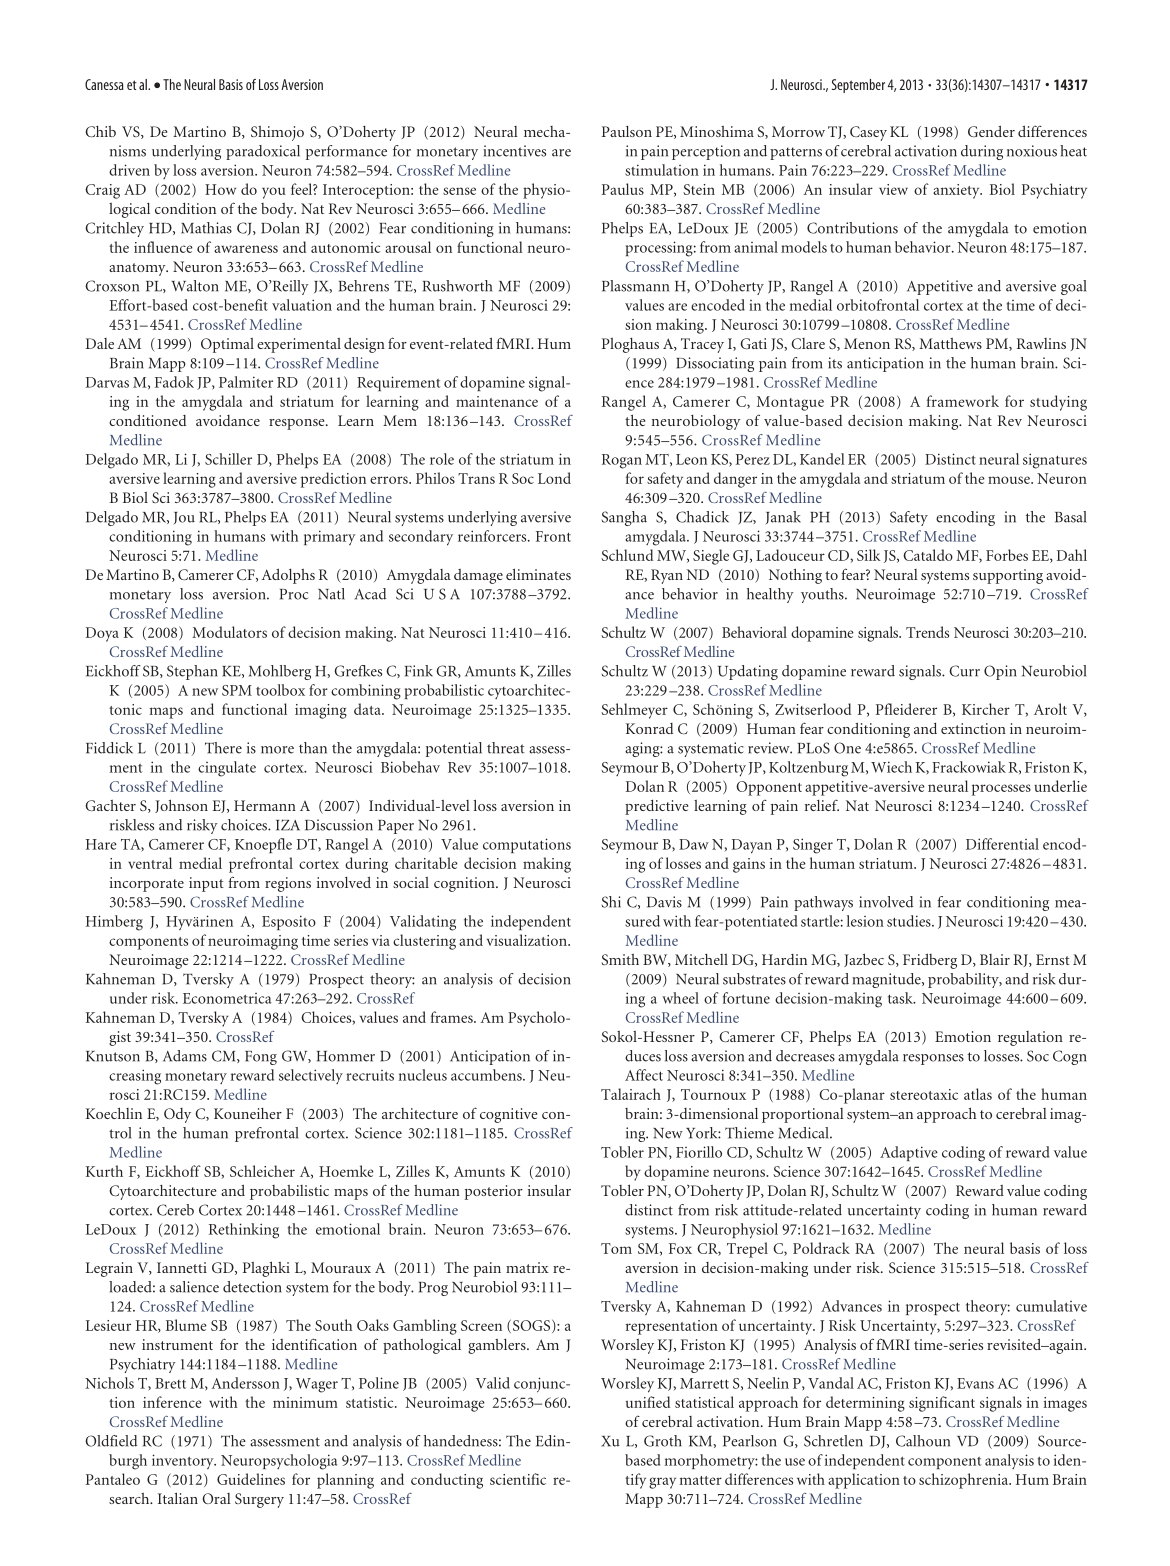 Canessa et al. • The Neural Basis of Loss Aversion
J. Neurosci., September 4, 2013 • 33(36):14307–14317 • 14317
Chib VS, De Martino B, Shimojo S, O'Doherty JP (2012) Neural mecha-
nisms underlying paradoxical performance for monetary incentives are
driven by loss aversion. Neuron 74:582–594. CrossRef Medline
Craig AD (2002) How do you feel? Interoception: the sense of the physio-
logical condition of the body. Nat Rev Neurosci 3:655–666. Medline
Critchley HD, Mathias CJ, Dolan RJ (2002) Fear conditioning in humans:
the influence of awareness and autonomic arousal on functional neuro-
anatomy. Neuron 33:653–663. CrossRef Medline
Croxson PL, Walton ME, O'Reilly JX, Behrens TE, Rushworth MF (2009)
Effort-based cost-benefit valuation and the human brain. J Neurosci 29:
4531–4541. CrossRef Medline
Dale AM (1999) Optimal experimental design for event-related fMRI. Hum
Brain Mapp 8:109–114. CrossRef Medline
Darvas M, Fadok JP, Palmiter RD (2011) Requirement of dopamine signal-
ing in the amygdala and striatum for learning and maintenance of a
conditioned avoidance response. Learn Mem 18:136–143. CrossRef
Medline
Delgado MR, Li J, Schiller D, Phelps EA (2008) The role of the striatum in
aversive learning and aversive prediction errors. Philos Trans R Soc Lond
B Biol Sci 363:3787–3800. CrossRef Medline
Delgado MR, Jou RL, Phelps EA (2011) Neural systems underlying aversive
conditioning in humans with primary and secondary reinforcers. Front
Neurosci 5:71. Medline
De Martino B, Camerer CF, Adolphs R (2010) Amygdala damage eliminates
monetary loss aversion. Proc Natl Acad Sci U S A 107:3788–3792.
CrossRef Medline
Doya K (2008) Modulators of decision making. Nat Neurosci 11:410–416.
CrossRef Medline
Eickhoff SB, Stephan KE, Mohlberg H, Grefkes C, Fink GR, Amunts K, Zilles
K (2005) A new SPM toolbox for combining probabilistic cytoarchitec-
tonic maps and functional imaging data. Neuroimage 25:1325–1335.
CrossRef Medline
Fiddick L (2011) There is more than the amygdala: potential threat assess-
ment in the cingulate cortex. Neurosci Biobehav Rev 35:1007–1018.
CrossRef Medline
Gachter S, Johnson EJ, Hermann A (2007) Individual-level loss aversion in
riskless and risky choices. IZA Discussion Paper No 2961.
Hare TA, Camerer CF, Knoepfle DT, Rangel A (2010) Value computations
in ventral medial prefrontal cortex during charitable decision making
incorporate input from regions involved in social cognition. J Neurosci
30:583–590. CrossRef Medline
Himberg J, Hyvärinen A, Esposito F (2004) Validating the independent
components of neuroimaging time series via clustering and visualization.
Neuroimage 22:1214–1222. CrossRef Medline
Kahneman D, Tversky A (1979) Prospect theory: an analysis of decision
under risk. Econometrica 47:263–292. CrossRef
Kahneman D, Tversky A (1984) Choices, values and frames. Am Psycholo-
gist 39:341–350. CrossRef
Knutson B, Adams CM, Fong GW, Hommer D (2001) Anticipation of in-
creasing monetary reward selectively recruits nucleus accumbens. J Neu-
rosci 21:RC159. Medline
Koechlin E, Ody C, Kouneiher F (2003) The architecture of cognitive con-
trol in the human prefrontal cortex. Science 302:1181–1185. CrossRef
Medline
Kurth F, Eickhoff SB, Schleicher A, Hoemke L, Zilles K, Amunts K (2010)
Cytoarchitecture and probabilistic maps of the human posterior insular
cortex. Cereb Cortex 20:1448–1461. CrossRef Medline
LeDoux J (2012) Rethinking the emotional brain. Neuron 73:653–676.
CrossRef Medline
Legrain V, Iannetti GD, Plaghki L, Mouraux A (2011) The pain matrix re-
loaded: a salience detection system for the body. Prog Neurobiol 93:111–
124. CrossRef Medline
Lesieur HR, Blume SB (1987) The South Oaks Gambling Screen (SOGS): a
new instrument for the identification of pathological gamblers. Am J
Psychiatry 144:1184–1188. Medline
Nichols T, Brett M, Andersson J, Wager T, Poline JB (2005) Valid conjunc-
tion inference with the minimum statistic. Neuroimage 25:653–660.
CrossRef Medline
Oldfield RC (1971) The assessment and analysis of handedness: The Edin-
burgh inventory. Neuropsychologia 9:97–113. CrossRef Medline
Pantaleo G (2012) Guidelines for planning and conducting scientific re-
search. Italian Oral Surgery 11:47–58. CrossRef
Paulson PE, Minoshima S, Morrow TJ, Casey KL (1998) Gender differences
in pain perception and patterns of cerebral activation during noxious heat
stimulation in humans. Pain 76:223–229. CrossRef Medline
Paulus MP, Stein MB (2006) An insular view of anxiety. Biol Psychiatry
60:383–387. CrossRef Medline
Phelps EA, LeDoux JE (2005) Contributions of the amygdala to emotion
processing: from animal models to human behavior. Neuron 48:175–187.
CrossRef Medline
Plassmann H, O'Doherty JP, Rangel A (2010) Appetitive and aversive goal
values are encoded in the medial orbitofrontal cortex at the time of deci-
sion making. J Neurosci 30:10799–10808. CrossRef Medline
Ploghaus A, Tracey I, Gati JS, Clare S, Menon RS, Matthews PM, Rawlins JN
(1999) Dissociating pain from its anticipation in the human brain. Sci-
ence 284:1979–1981. CrossRef Medline
Rangel A, Camerer C, Montague PR (2008) A framework for studying
the neurobiology of value-based decision making. Nat Rev Neurosci
9:545–556. CrossRef Medline
Rogan MT, Leon KS, Perez DL, Kandel ER (2005) Distinct neural signatures
for safety and danger in the amygdala and striatum of the mouse. Neuron
46:309–320. CrossRef Medline
Sangha S, Chadick JZ, Janak PH (2013) Safety encoding in the Basal
amygdala. J Neurosci 33:3744–3751. CrossRef Medline
Schlund MW, Siegle GJ, Ladouceur CD, Silk JS, Cataldo MF, Forbes EE, Dahl
RE, Ryan ND (2010) Nothing to fear? Neural systems supporting avoid-
ance behavior in healthy youths. Neuroimage 52:710–719. CrossRef
Medline
Schultz W (2007) Behavioral dopamine signals. Trends Neurosci 30:203–210.
CrossRef Medline
Schultz W (2013) Updating dopamine reward signals. Curr Opin Neurobiol
23:229–238. CrossRef Medline
Sehlmeyer C, Schöning S, Zwitserlood P, Pfleiderer B, Kircher T, Arolt V,
Konrad C (2009) Human fear conditioning and extinction in neuroim-
aging: a systematic review. PLoS One 4:e5865. CrossRef Medline
Seymour B, O'Doherty JP, Koltzenburg M, Wiech K, Frackowiak R, Friston K,
Dolan R (2005) Opponent appetitive-aversive neural processes underlie
predictive learning of pain relief. Nat Neurosci 8:1234–1240. CrossRef
Medline
Seymour B, Daw N, Dayan P, Singer T, Dolan R (2007) Differential encod-
ing of losses and gains in the human striatum. J Neurosci 27:4826–4831.
CrossRef Medline
Shi C, Davis M (1999) Pain pathways involved in fear conditioning mea-
sured with fear-potentiated startle: lesion studies. J Neurosci 19:420–430.
Medline
Smith BW, Mitchell DG, Hardin MG, Jazbec S, Fridberg D, Blair RJ, Ernst M
(2009) Neural substrates of reward magnitude, probability, and risk dur-
ing a wheel of fortune decision-making task. Neuroimage 44:600–609.
CrossRef Medline
Sokol-Hessner P, Camerer CF, Phelps EA (2013) Emotion regulation re-
duces loss aversion and decreases amygdala responses to losses. Soc Cogn
Affect Neurosci 8:341–350. Medline
Talairach J, Tournoux P (1988) Co-planar stereotaxic atlas of the human
brain: 3-dimensional proportional system–an approach to cerebral imag-
ing. New York: Thieme Medical.
Tobler PN, Fiorillo CD, Schultz W (2005) Adaptive coding of reward value
by dopamine neurons. Science 307:1642–1645. CrossRef Medline
Tobler PN, O'Doherty JP, Dolan RJ, Schultz W (2007) Reward value coding
distinct from risk attitude-related uncertainty coding in human reward
systems. J Neurophysiol 97:1621–1632. Medline
Tom SM, Fox CR, Trepel C, Poldrack RA (2007) The neural basis of loss
aversion in decision-making under risk. Science 315:515–518. CrossRef
Medline
Tversky A, Kahneman D (1992) Advances in prospect theory: cumulative
representation of uncertainty. J Risk Uncertainty, 5:297–323. CrossRef
Worsley KJ, Friston KJ (1995) Analysis of fMRI time-series revisited–again.
Neuroimage 2:173–181. CrossRef Medline
Worsley KJ, Marrett S, Neelin P, Vandal AC, Friston KJ, Evans AC (1996) A
unified statistical approach for determining significant signals in images
of cerebral activation. Hum Brain Mapp 4:58–73. CrossRef Medline
Xu L, Groth KM, Pearlson G, Schretlen DJ, Calhoun VD (2009) Source-
based morphometry: the use of independent component analysis to iden-
tify gray matter differences with application to schizophrenia. Hum Brain
Mapp 30:711–724. CrossRef Medline